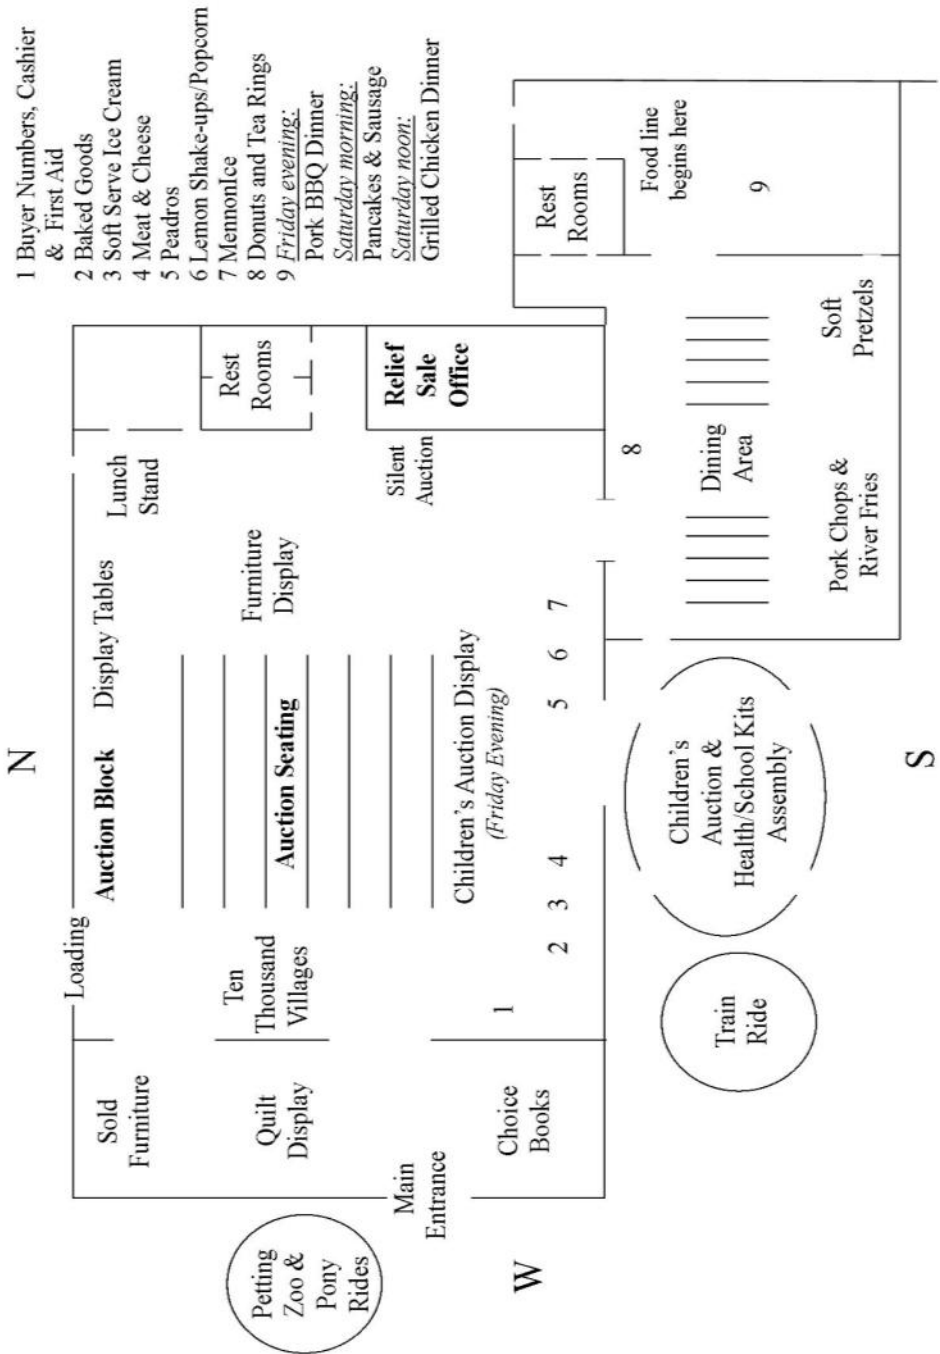 N
1 Buyer Numbers, Cashier
& First Aid
2 Baked Goods
3 Soft Serve Ice Cream
4 Meat & Cheese
5 Peadros
6 Lemon Shake-ups/Popcorn
7 MennonIce
8 Donuts and Tea Rings
9 Friday evening:
Pork BBQ Dinner
Saturday morning:
Pancakes & Sausage
Saturday noon:
Grilled Chicken Dinner
Loading
Sold
Furniture
Auction Block
Display Tables
Lunch
Stand
Petting
Zoo &
Pony
Rides
Quilt
Display
Ten
Thousand
Villages
Auction Seating
Furniture
Display
Rest
Rooms
Main
Entrance
Silent
Auction
Relief
Sale
Office
Children's Auction Display
(Friday Evening)
Choice
Books
1
2
3
4
5
6
7
W
8
Rest
Rooms
Food line
begins here
9
Train
Ride
Children's
Auction &
Health/School Kits
Assembly
Dining
Area
Pork Chops &
River Fries
Soft
Pretzels
S